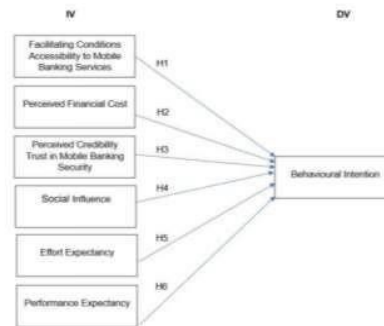 IV
DV
Facilitating Conditions
Accessibility to Mobile
Banking Services
H1
Perceived Financial Cost
H2
Perceived Credibility
Trust in Mobile Banking
Security
H3
Behavioural Intention
Social Influence
H4
Effort Expectancy
H5
Performance Expectancy
H6